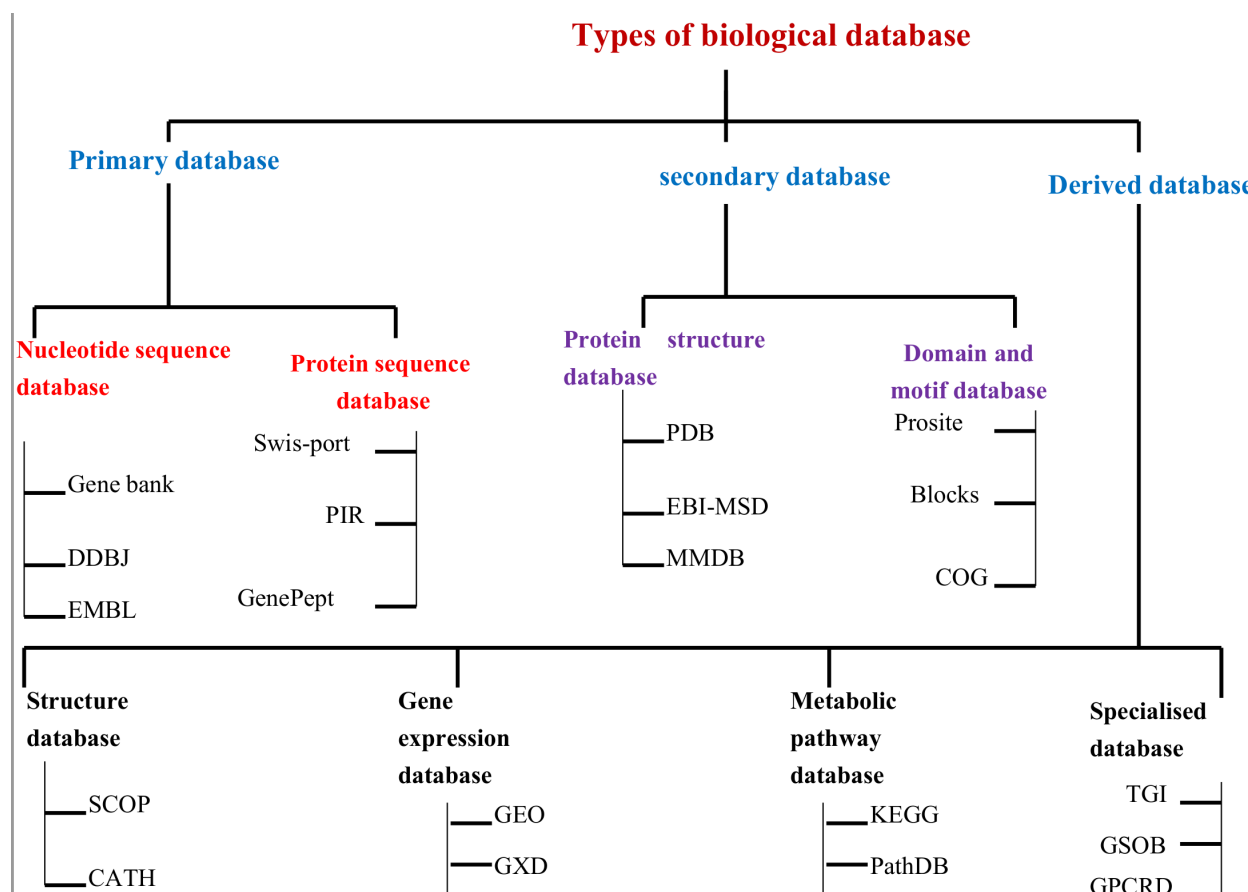 Types of biological database
Primary database
secondary database
Derived database
Nucleotide sequence
database
Protein sequence
database
Protein structure
database
Domain and
motif database
Gene bank
DDBJ
EMBL
Swis-port
PIR
GenePept
PDB
EBI-MSD
MMDB
Prosite
Blocks
COG
Structure
database
Gene
expression
database
Metabolic
pathway
database
Specialised
database
SCOP
CATH
GEO
GXD
KEGG
PathDB
TGI
GSOB
GPCRD